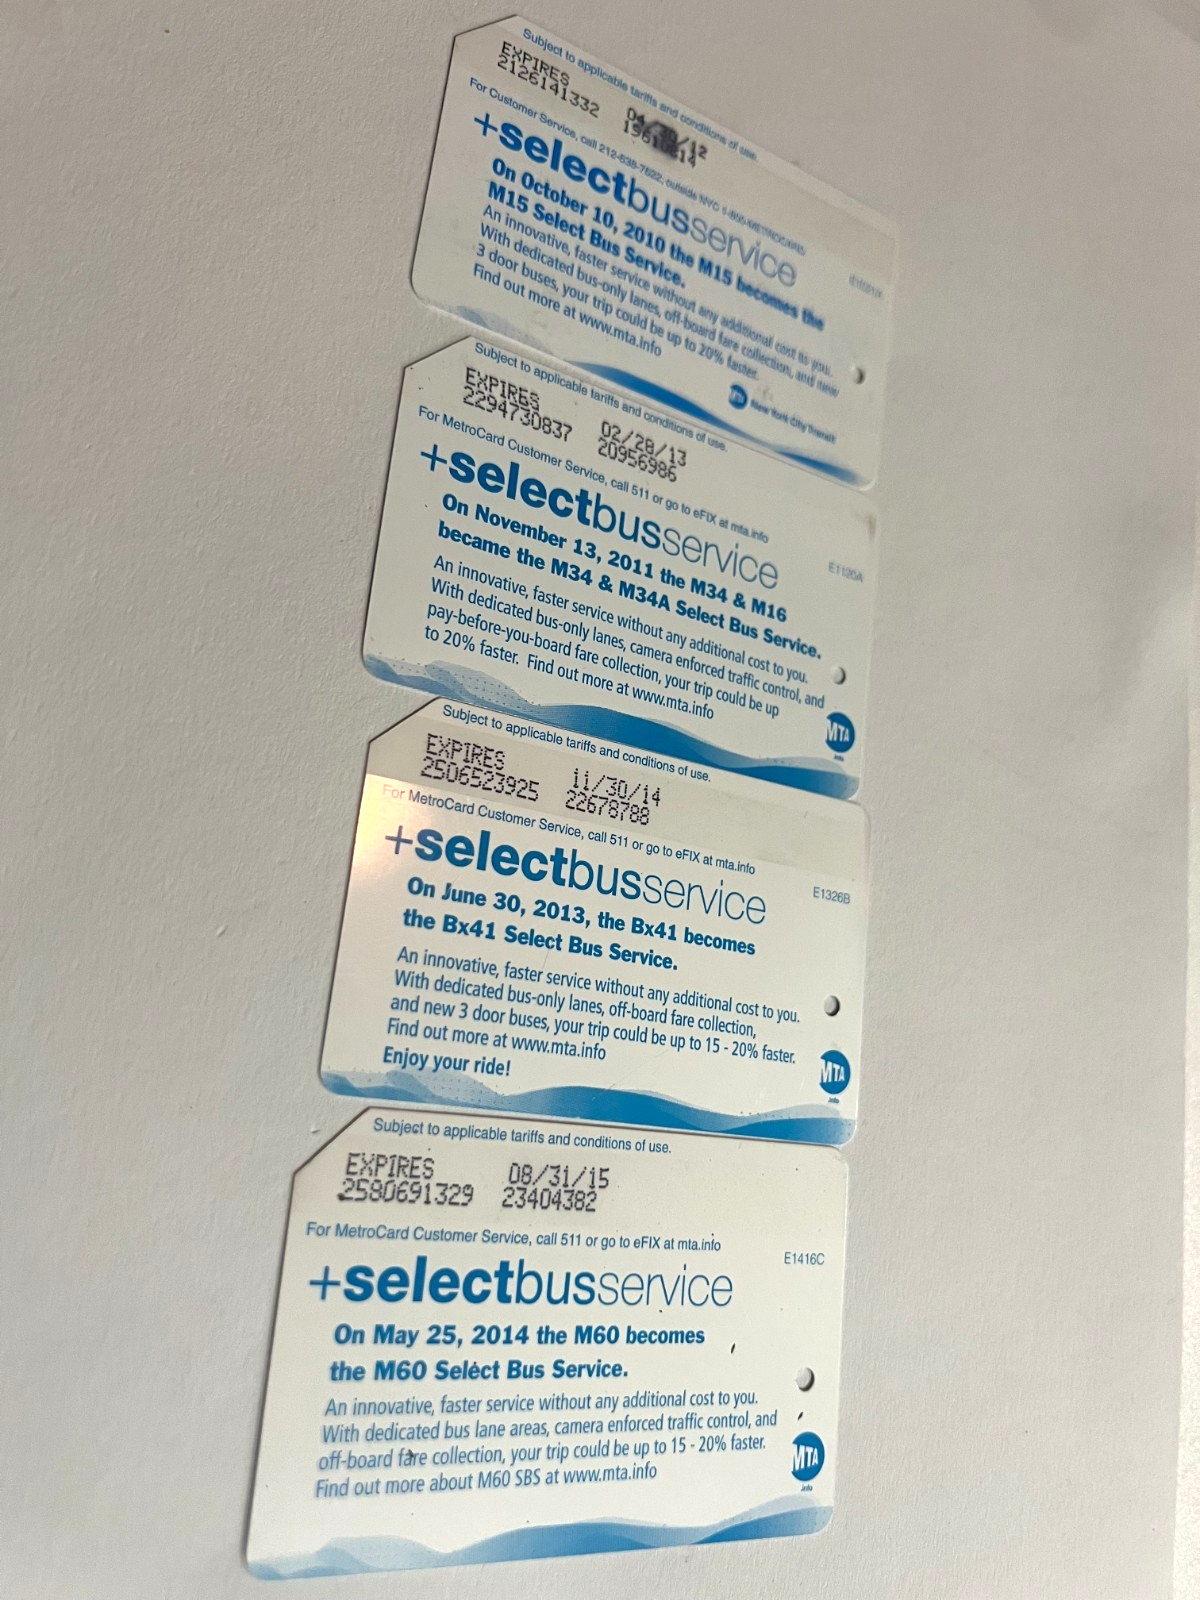 Subject to applicable tariffs and conditions of use.
EXPIRES
2126141332
For Customer Service, call 212-638-7622; outside NYC 1-800-METROCARD
+selectbusservice
On October 10, 2010 the M15 becomes the
M15 Select Bus Service.
An innovative, faster service without any additional cost to you.
With dedicated bus-only lanes, off-board fare collection, and new
3 door buses, your trip could be up to 20% faster.
Find out more at www.mta.info
New York City Transit
Subject to applicable tariffs and conditions of use.
EXPIRES 02/28/13
2294730837 20956986
For MetroCard Customer Service, call 511 or go to eFIX at mta.info
+selectbusservice
E1120A
On November 13, 2011 the M34 & M16
became the M34 & M34A Select Bus Service.
An innovative, faster service without any additional cost to you.
With dedicated bus-only lanes, camera enforced traffic control, and
pay-before-you-board fare collection, your trip could be up
to 20% faster. Find out more at www.mta.info
MTA
Subject to applicable tariffs and conditions of use.
EXPIRES 11/30/14
2506523925 22678788
For MetroCard Customer Service, call 511 or go to eFIX at mta.info
E1326B
+selectbusservice
On June 30, 2013, the Bx41 becomes
the Bx41 Select Bus Service.
An innovative, faster service without any additional cost to you.
With dedicated bus-only lanes, off-board fare collection,
and new 3 door buses, your trip could be up to 15 - 20% faster.
Find out more at www.mta.info
Enjoy your ride!
MTA
Subject to applicable tariffs and conditions of use.
EXPIRES 08/31/15
2580691329 23404382
For MetroCard Customer Service, call 511 or go to eFIX at mta.info
E1416C
+selectbusservice
On May 25, 2014 the M60 becomes
the M60 Select Bus Service.
An innovative, faster service without any additional cost to you.
With dedicated bus lane areas, camera enforced traffic control, and
off-board fare collection, your trip could be up to 15 - 20% faster.
Find out more about M60 SBS at www.mta.info
MTA